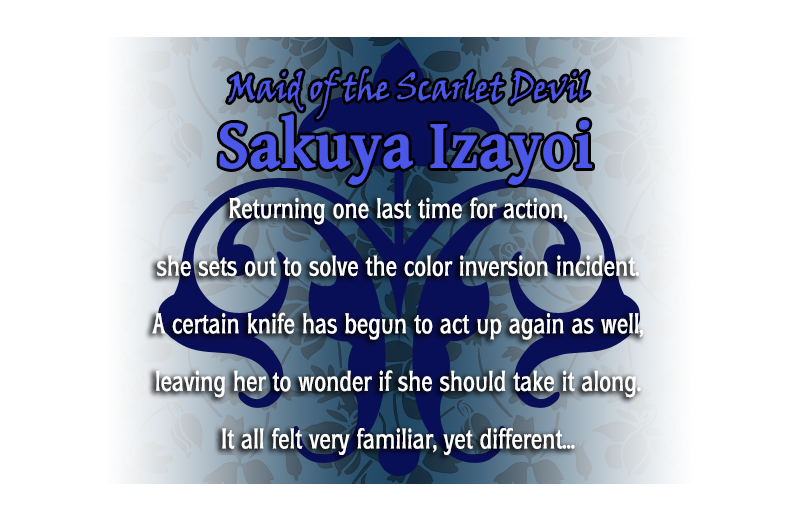 Maid of the Scarlet Devil
Sakuya Izayoi
Returning one last time for action,
she sets out to solve the color inversion incident.
A certain knife has begun to act up again as well,
leaving her to wonder if she should take it along.
It all felt very familiar, yet different...